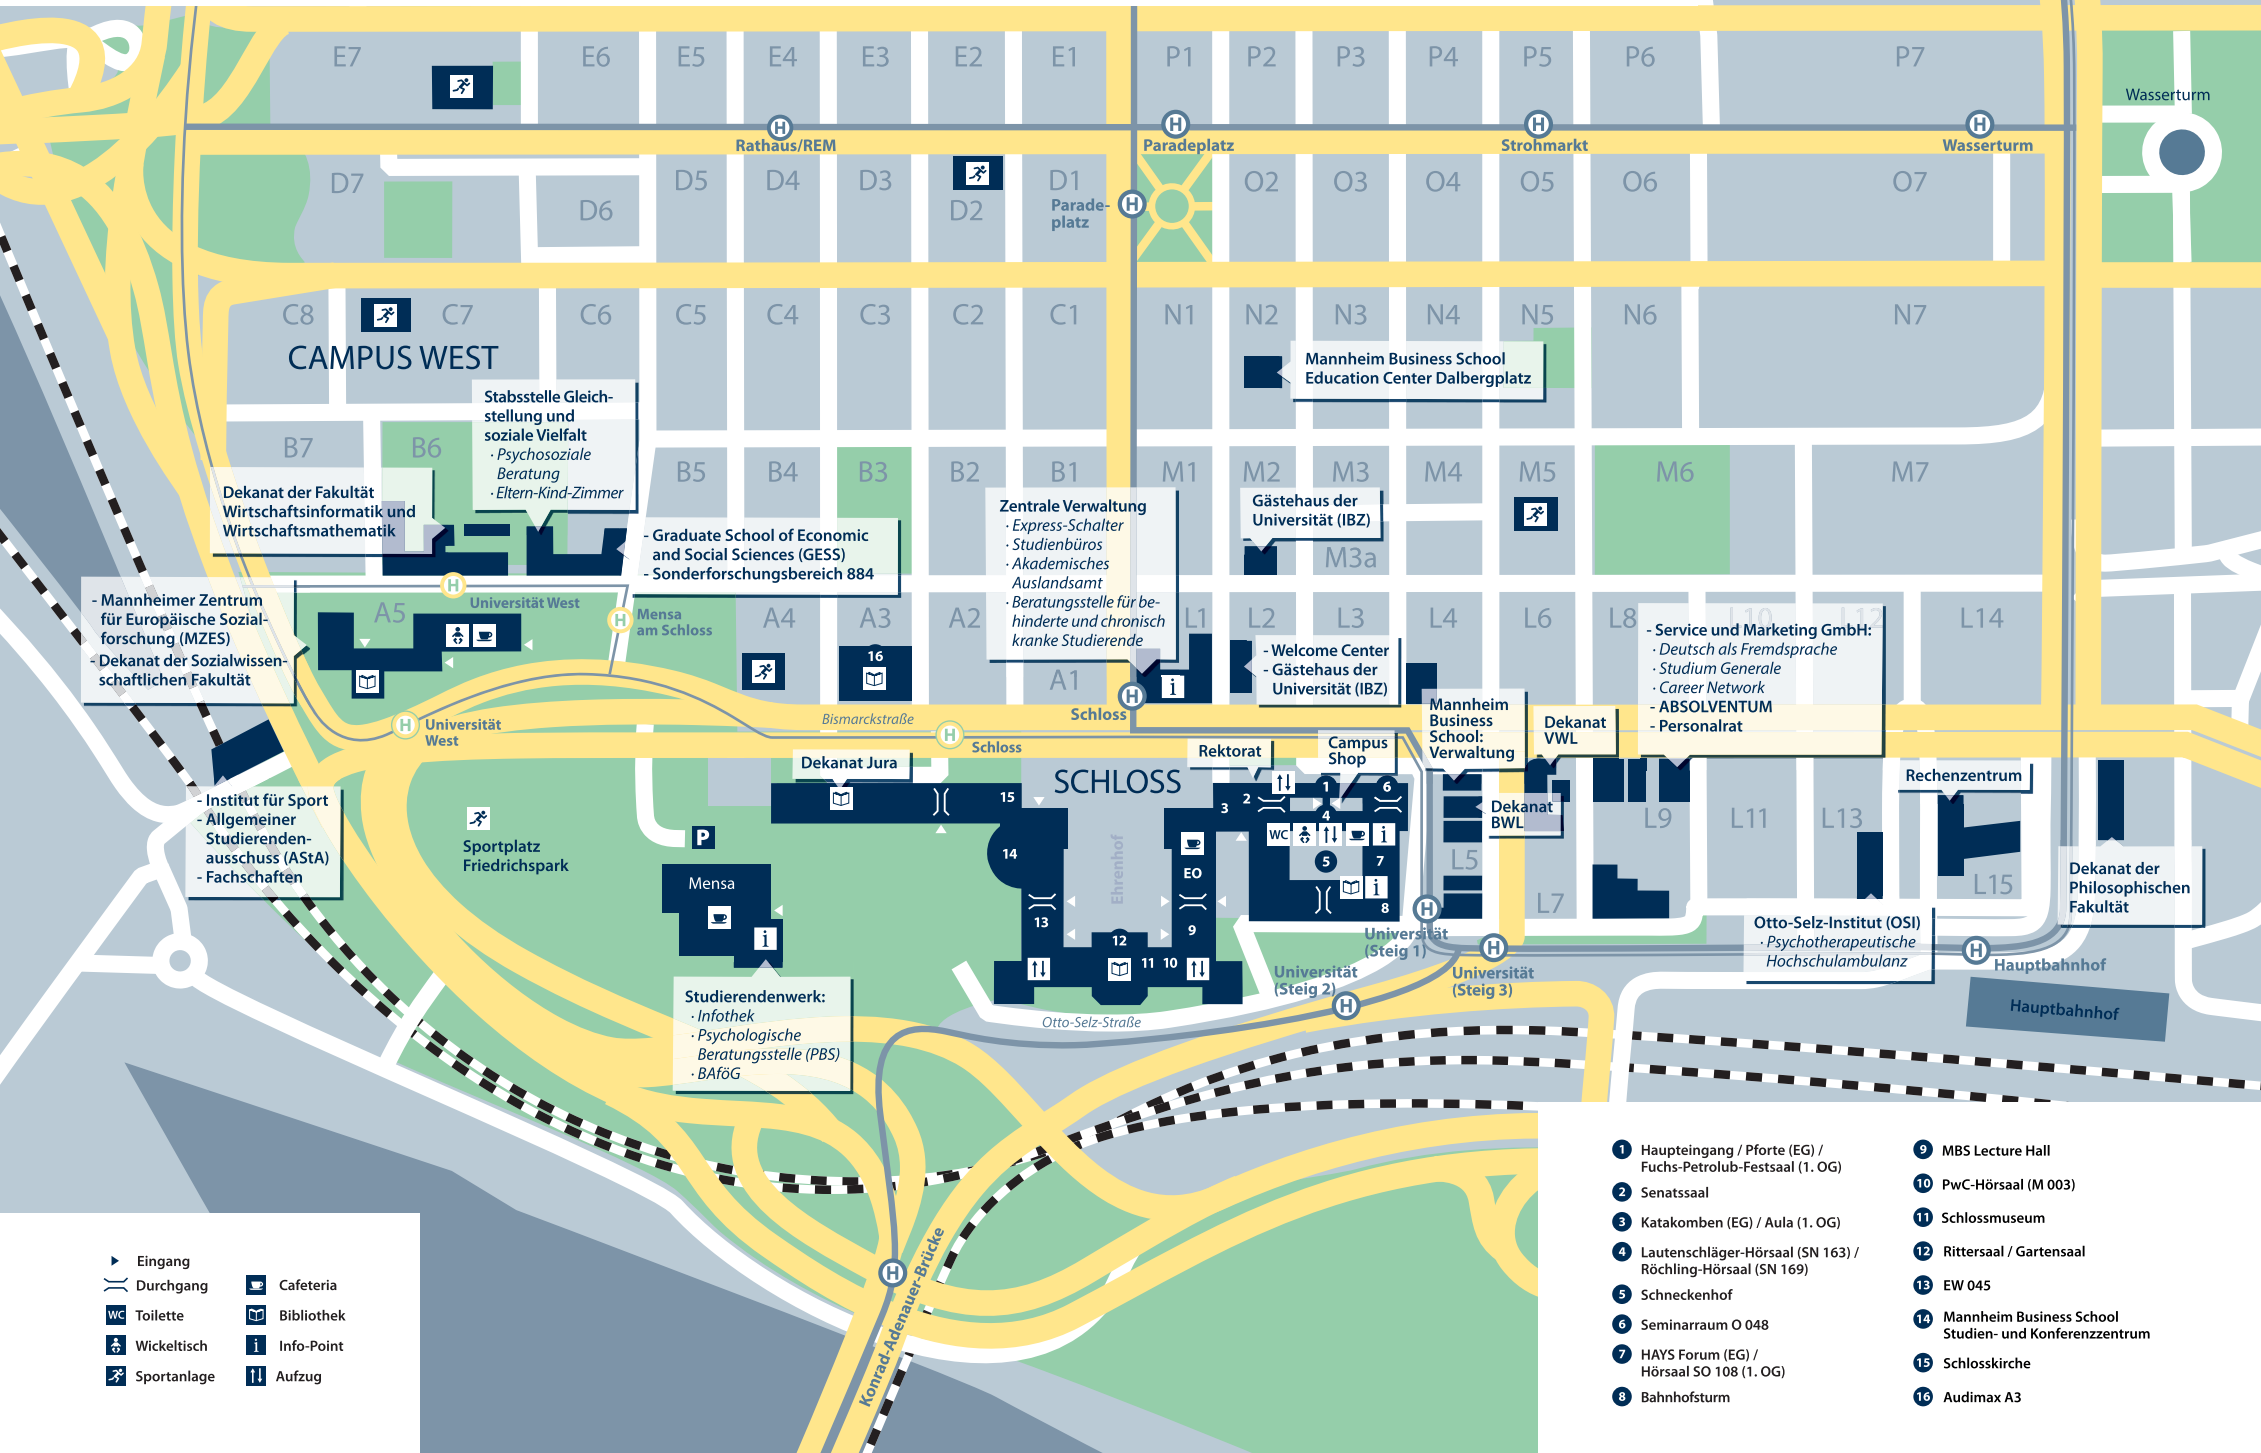 E7
E6
E5
E4
E3
E2
E1
P1
P2
P3
P4
P5
P6
P7
Wasserturm
H
Rathaus/REM
H
Paradeplatz
H
Strohmarkt
H
Wasserturm
D7
D6
D5
D4
D3
D2
D1
Parade-
platz
H
O2
O3
O4
O5
O6
O7
C8
C7
C6
C5
C4
C3
C2
C1
N1
N2
N3
N4
N5
N6
N7
CAMPUS WEST
Mannheim Business School
Education Center Dalbergplatz
Stabsstelle Gleich-
stellung und
soziale Vielfalt
· Psychosoziale
Beratung
· Eltern-Kind-Zimmer
B7
B6
B5
B4
B3
B2
B1
M1
M2
M3
M4
M5
M6
M7
Dekanat der Fakultät
Wirtschaftsinformatik und
Wirtschaftsmathematik
- Graduate School of Economic
and Social Sciences (GESS)
- Sonderforschungsbereich 884
Zentrale Verwaltung
· Express-Schalter
· Studienbüros
· Akademisches
Auslandsamt
· Beratungsstelle für be-
hinderte und chronisch
kranke Studierende
Gästehaus der
Universität (IBZ)
M3a
- Mannheimer Zentrum
für Europäische Sozial-
forschung (MZES)
- Dekanat der Sozialwissen-
schaftlichen Fakultät
A5
H
Universität West
H
Mensa
am Schloss
A4
A3
A2
A1
16
L1
L2
L3
L4
L6
L8
L10
L12
L14
i
- Welcome Center
- Gästehaus der
Universität (IBZ)
- Service und Marketing GmbH:
· Deutsch als Fremdsprache
· Studium Generale
· Career Network
- ABSOLVENTUM
- Personalrat
H
Universität
West
Bismarckstraße
H
Schloss
H
Schloss
Mannheim
Business
School:
Verwaltung
Dekanat
VWL
Dekanat Jura
SCHLOSS
Rektorat
Campus
Shop
Rechenzentrum
- Institut für Sport
- Allgemeiner
Studierenden-
ausschuss (AStA)
- Fachschaften
Sportplatz
Friedrichspark
P
Mensa
i
15
14
13
12
11
10
9
EO
Ehrenhof
3
2
1
6
4
WC
i
5
7
i
8
Dekanat
BWL
L5
L7
L9
L11
L13
L15
Dekanat der
Philosophischen
Fakultät
Otto-Selz-Institut (OSI)
· Psychotherapeutische
Hochschulambulanz
H
Universität
(Steig 1)
Universität
(Steig 2)
H
H
Universität
(Steig 3)
H
Hauptbahnhof
Hauptbahnhof
Otto-Selz-Straße
Studierendenwerk:
· Infothek
· Psychologische
Beratungsstelle (PBS)
· BAföG
H
Konrad-Adenauer-Brücke
Eingang
Durchgang
WC Toilette
Wickeltisch
Sportanlage
Cafeteria
Bibliothek
i Info-Point
Aufzug
1 Haupteingang / Pforte (EG) /
Fuchs-Petrolub-Festsaal (1. OG)
2 Senatssaal
3 Katakomben (EG) / Aula (1. OG)
4 Lautenschläger-Hörsaal (SN 163) /
Röchling-Hörsaal (SN 169)
5 Schneckenhof
6 Seminarraum O 048
7 HAYS Forum (EG) /
Hörsaal SO 108 (1. OG)
8 Bahnhofsturm
9 MBS Lecture Hall
10 PwC-Hörsaal (M 003)
11 Schlossmuseum
12 Rittersaal / Gartensaal
13 EW 045
14 Mannheim Business School
Studien- und Konferenzzentrum
15 Schlosskirche
16 Audimax A3